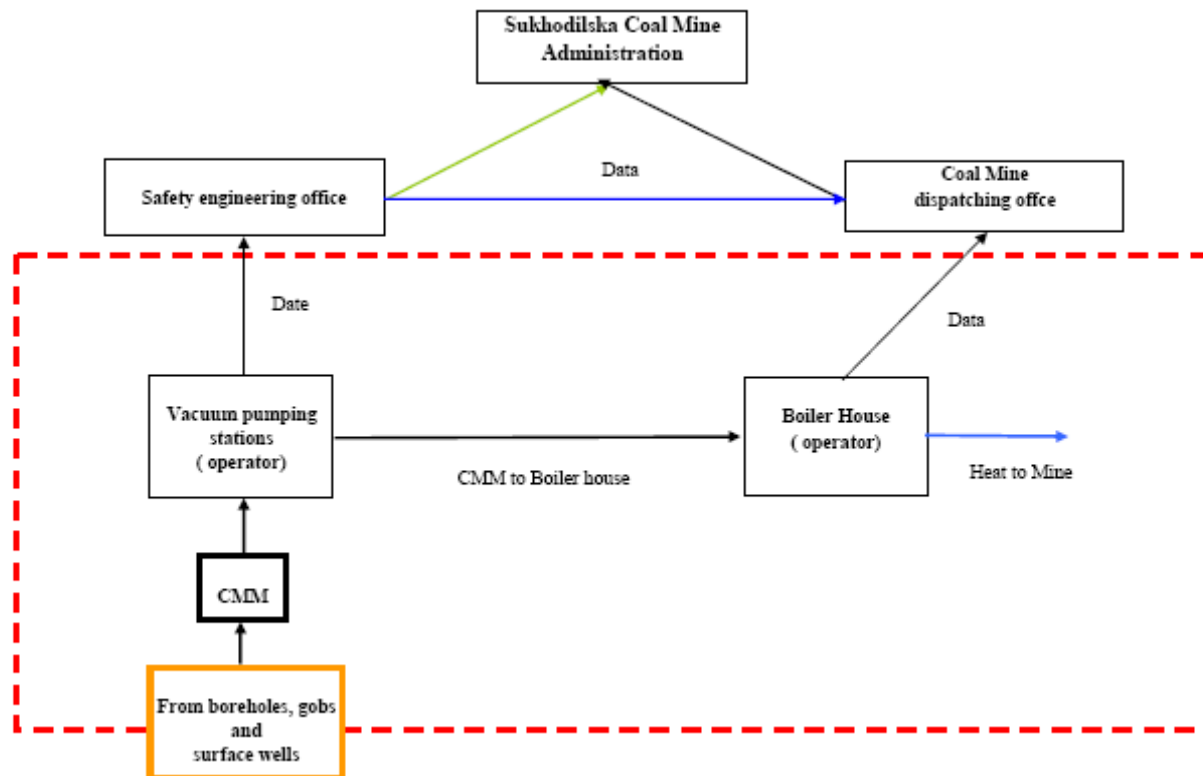 Sukhodilska Coal Mine
Administration
Safety engineering office
Data
Coal Mine
dispatching offce
Date
Data
Vacuum pumping
stations
( operator)
Boiler House
( operator)
CMM to Boiler house
Heat to Mine
CMM
From boreholes, gobs
and
surface wells